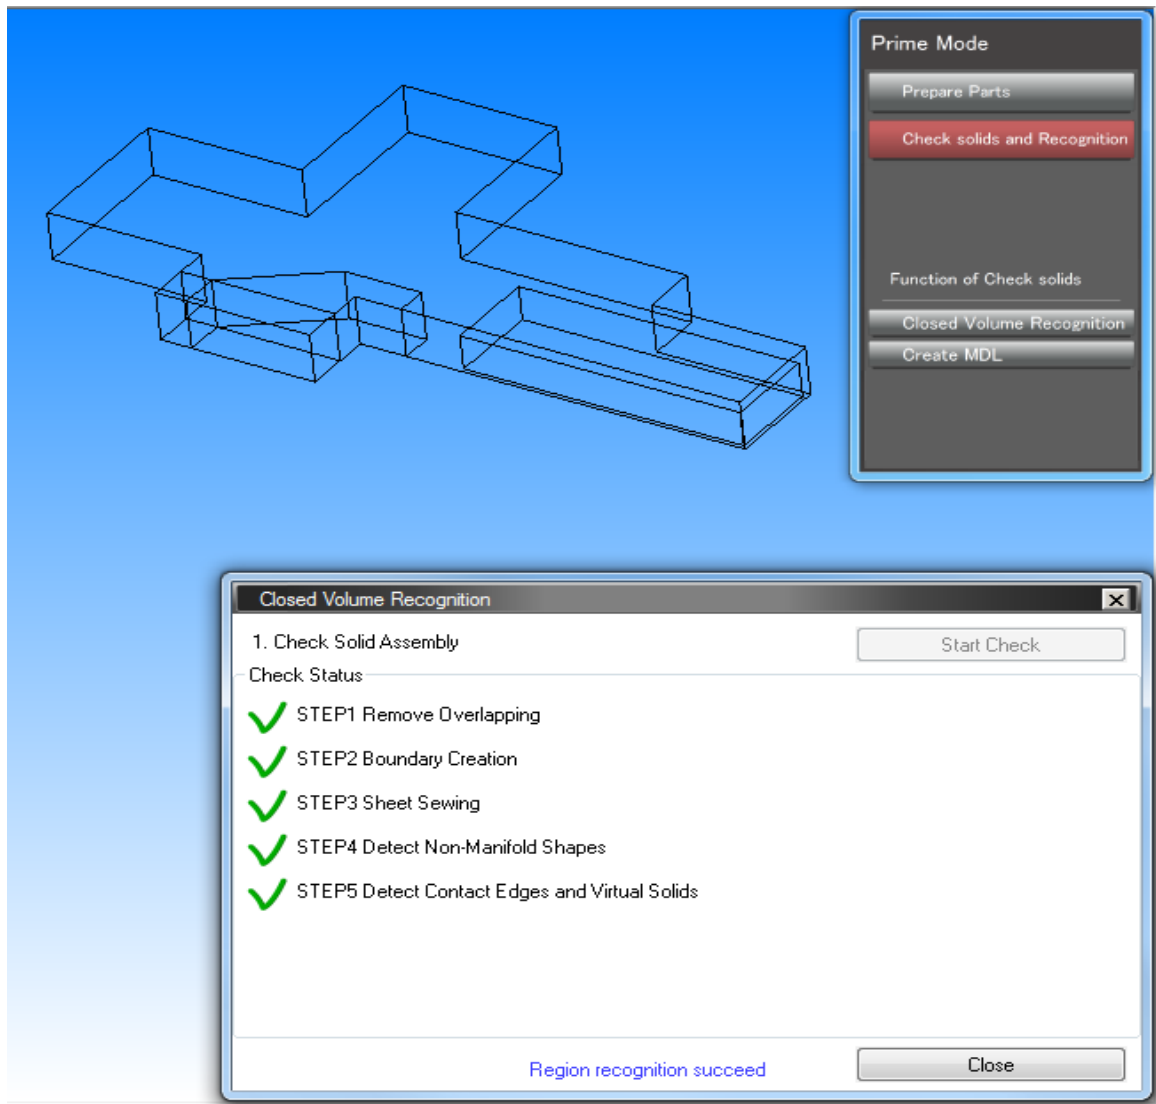 Prime Mode
Prepare Parts
Check solids and Recognition
Function of Check solids
Closed Volume Recognition
Create MDL
Closed Volume Recognition
1. Check Solid Assembly
Start Check
Check Status
STEP1 Remove Overlapping
STEP2 Boundary Creation
STEP3 Sheet Sewing
STEP4 Detect Non-Manifold Shapes
STEP5 Detect Contact Edges and Virtual Solids
Region recognition succeed
Close